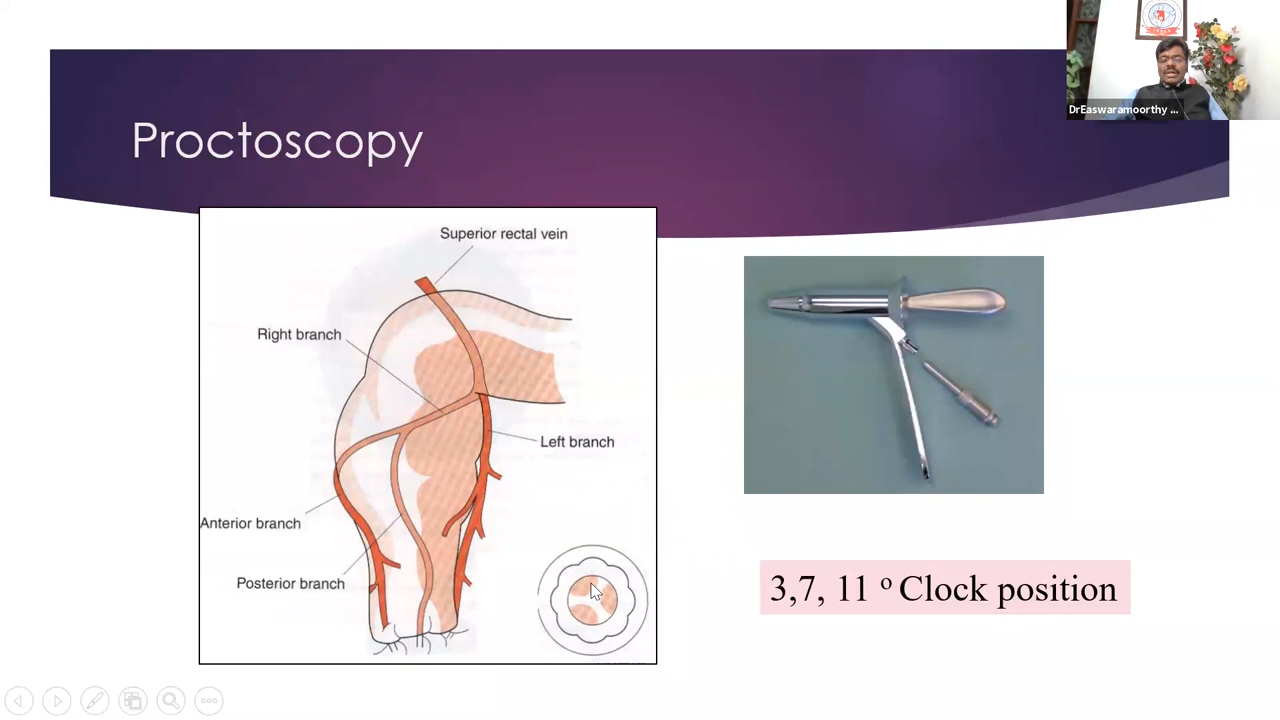 DrEaswaramoorthy ...
Proctoscopy
Superior rectal vein
Right branch
Left branch
Anterior branch
Posterior branch
3,7, 11 º Clock position